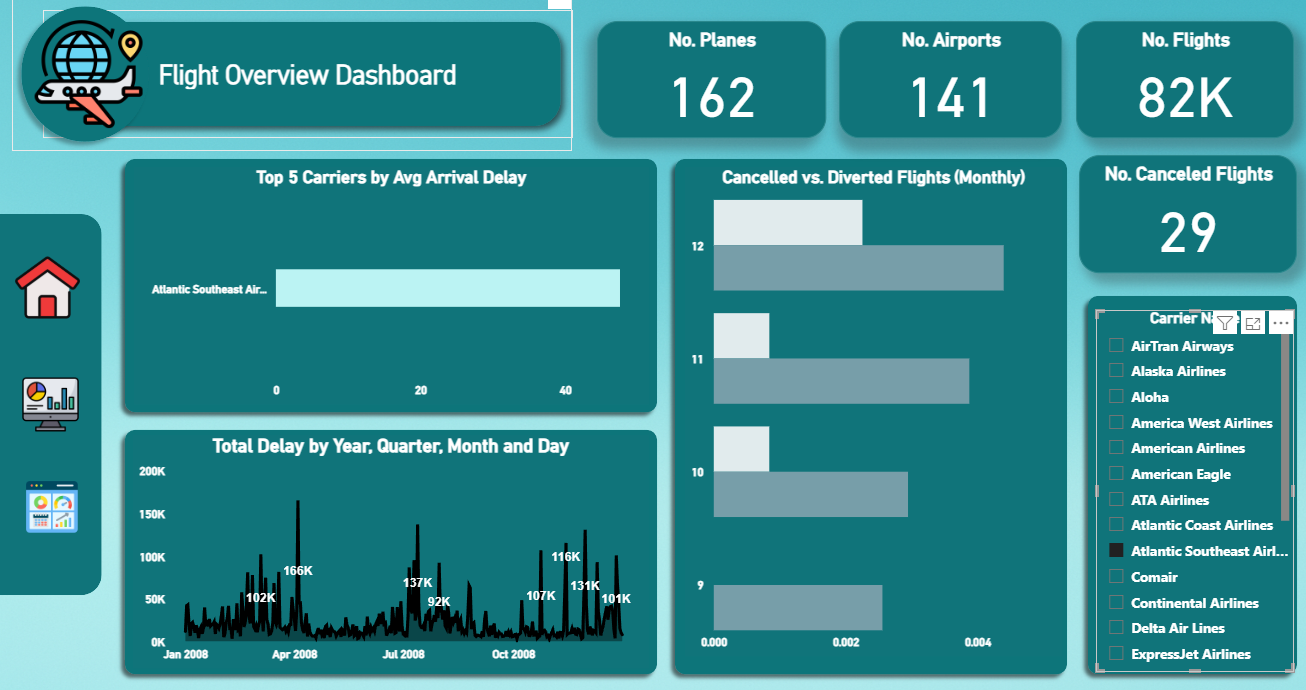 Flight Overview Dashboard
No. Planes
162
No. Airports
141
No. Flights
82K
Top 5 Carriers by Avg Arrival Delay
Atlantic Southeast Air...
0 20 40
Cancelled vs. Diverted Flights (Monthly)
12
11
10
9
0.000 0.002 0.004
No. Canceled Flights
29
Total Delay by Year, Quarter, Month and Day
200K
150K
100K
50K
0K
166K
102K
137K
92K
107K
116K
131K
101K
Jan 2008 Apr 2008 Jul 2008 Oct 2008
Carrier
AirTran Airways
Alaska Airlines
Aloha
America West Airlines
American Airlines
American Eagle
ATA Airlines
Atlantic Coast Airlines
Atlantic Southeast Airl...
Comair
Continental Airlines
Delta Air Lines
ExpressJet Airlines